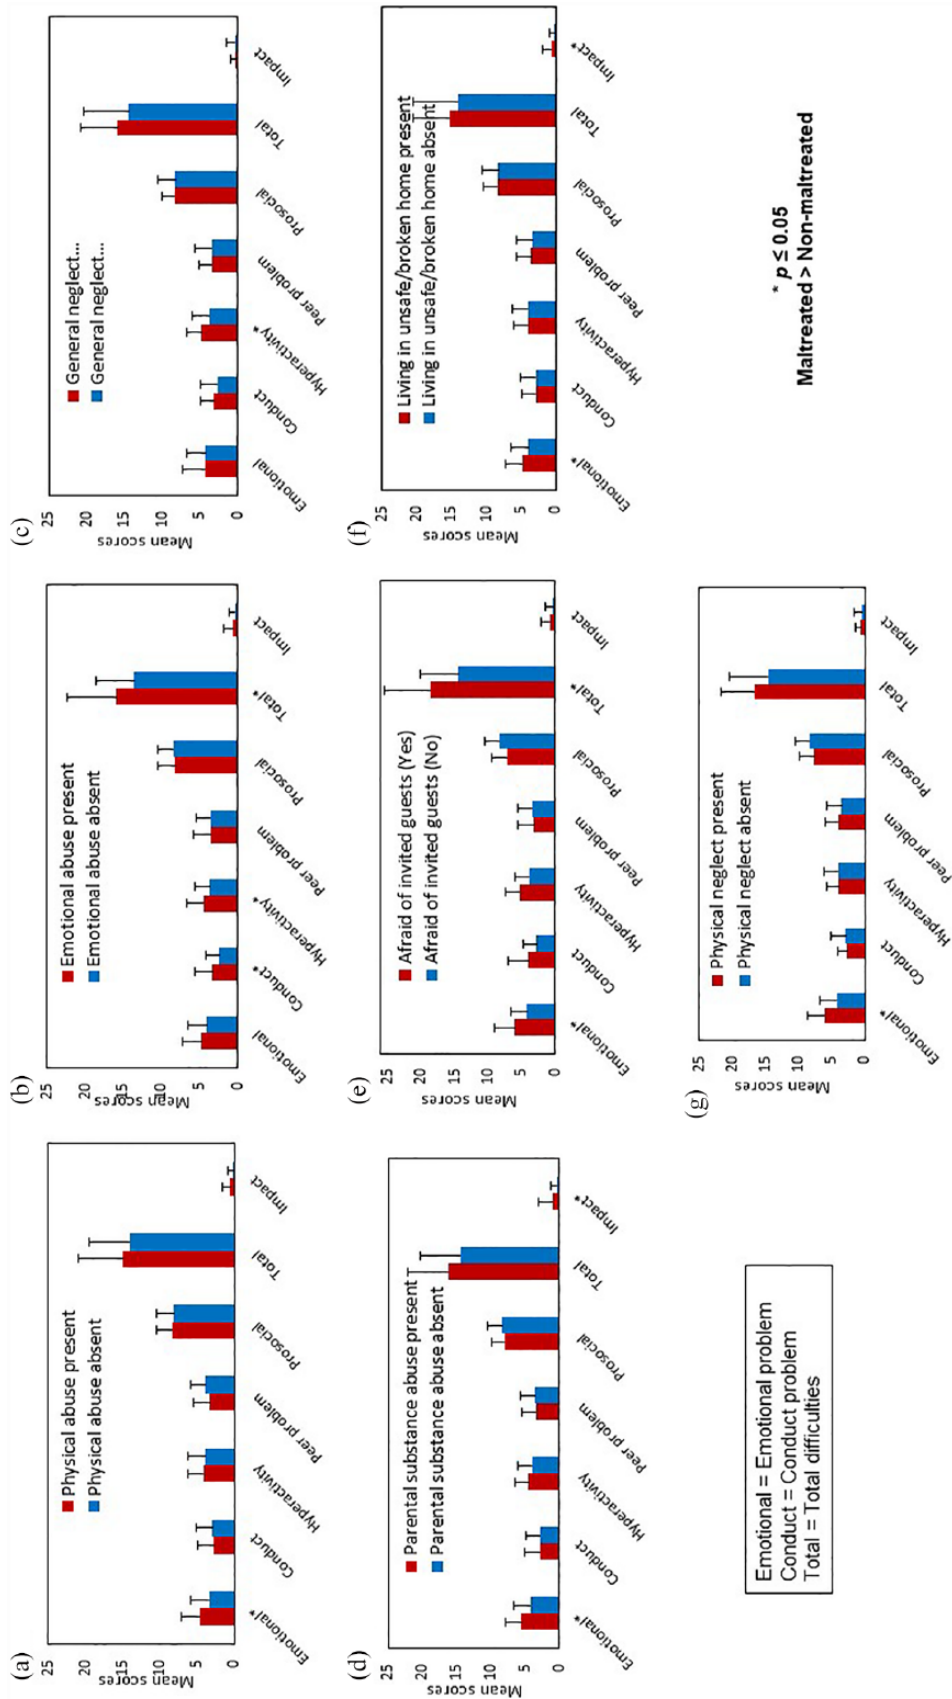 (a)
Mean scores
25
20
15
10
5
0
Physical abuse present
Physical abuse absent
Emotional*
Conduct
Hyperactivity
Peer problem
Prosocial
Total
Impact
(b)
Mean scores
25
20
15
10
5
0
Emotional abuse present
Emotional abuse absent
Emotional
Conduct*
Hyperactivity*
Peer problem
Prosocial
Total*
Impact
(c)
Mean scores
25
20
15
10
5
0
General neglect...
General neglect...
Emotional
Conduct
Hyperactivity*
Peer problem
Prosocial
Total
Impact
(d)
Mean scores
25
20
15
10
5
0
Parental substance abuse present
Parental substance abuse absent
Emotional*
Conduct
Hyperactivity
Peer problem
Prosocial
Total
Impact*
(e)
Mean scores
25
20
15
10
5
0
Afraid of invited guests (Yes)
Afraid of invited guests (No)
Emotional*
Conduct
Hyperactivity
Peer problem
Prosocial
Total*
Impact
(f)
Mean scores
25
20
15
10
5
0
Living in unsafe/broken home present
Living in unsafe/broken home absent
Emotional*
Conduct
Hyperactivity
Peer problem
Prosocial
Total
Impact*
(g)
Mean scores
25
20
15
10
5
0
Physical neglect present
Physical neglect absent
Emotional*
Conduct
Hyperactivity
Peer problem
Prosocial
Total
Impact
Emotional = Emotional problem
Conduct = Conduct problem
Total = Total difficulties
* p ≤ 0.05
Maltreated > Non-maltreated